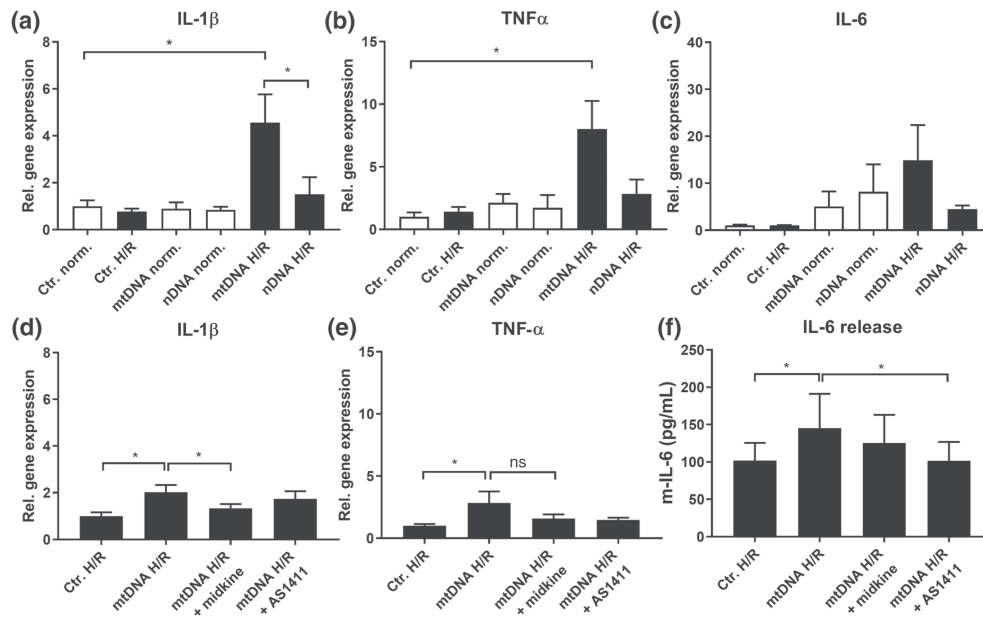 (a)
IL-1β
Rel. gene expression
8
6
4
2
0
*
*
Ctr. norm.
Ctr. H/R
mtDNA norm.
nDNA norm.
mtDNA H/R
nDNA H/R
(b)
TNFα
Rel. gene expression
15
10
5
0
*
Ctr. norm.
Ctr. H/R
mtDNA norm.
nDNA norm.
mtDNA H/R
nDNA H/R
(c)
IL-6
Rel. gene expression
40
30
20
10
0
Ctr. norm.
Ctr. H/R
mtDNA norm.
nDNA norm.
mtDNA H/R
nDNA H/R
(d)
IL-1β
Rel. gene expression
8
6
4
2
0
*
*
Ctr. H/R
mtDNA H/R
mtDNA H/R
+ midkine
mtDNA H/R
+ AS1411
(e)
TNF-α
Rel. gene expression
15
10
5
0
*
ns
Ctr. H/R
mtDNA H/R
mtDNA H/R
+ midkine
mtDNA H/R
+ AS1411
(f)
IL-6 release
m-IL-6 (pg/mL)
250
200
150
100
50
0
*
*
Ctr. H/R
mtDNA H/R
mtDNA H/R
+ midkine
mtDNA H/R
+ AS1411